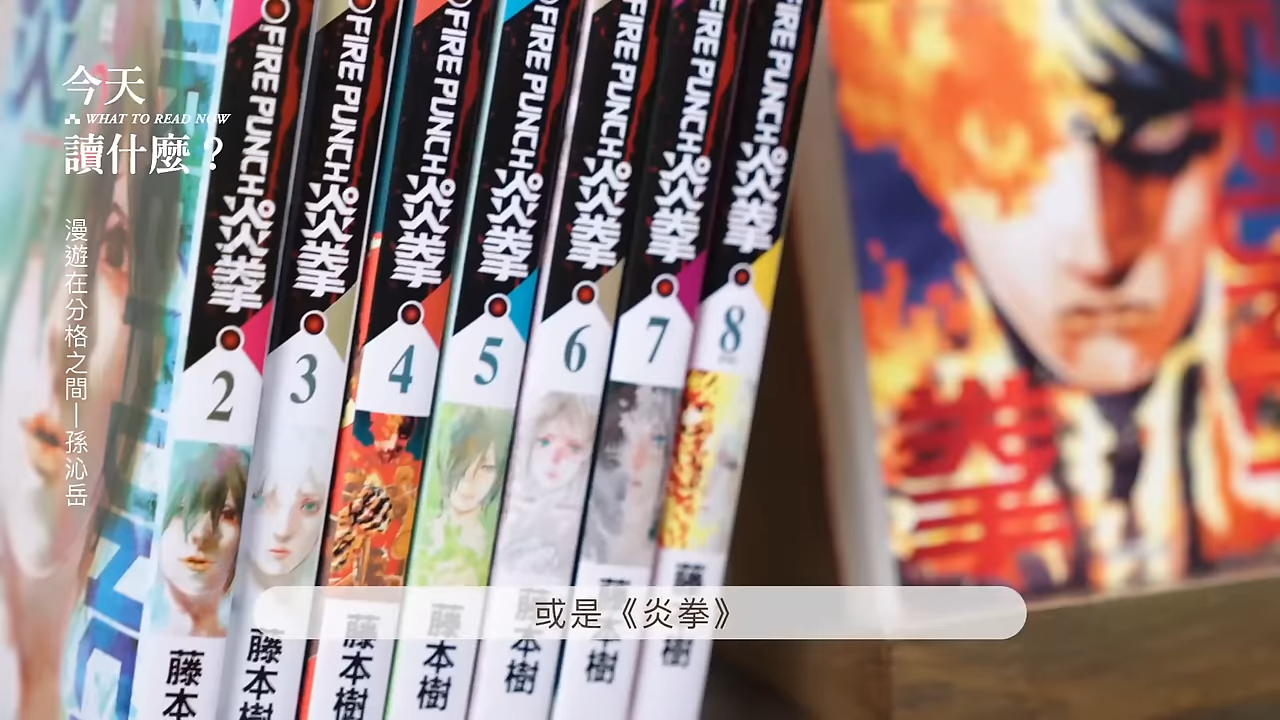 今天
WHAT TO READ NOW
讀什麼？
漫遊在分格之間—孫沁岳
FIRE PUNCH炎拳
2
藤本
FIRE PUNCH炎拳
3
藤本樹
FIRE PUNCH炎拳
4
藤本樹
FIRE PUNCH炎拳
5
藤本樹
FIRE PUNCH炎拳
6
藤本樹
FIRE PUNCH炎拳
7
藤本樹
FIRE PUNCH炎拳
8
藤本樹
或是《炎拳》